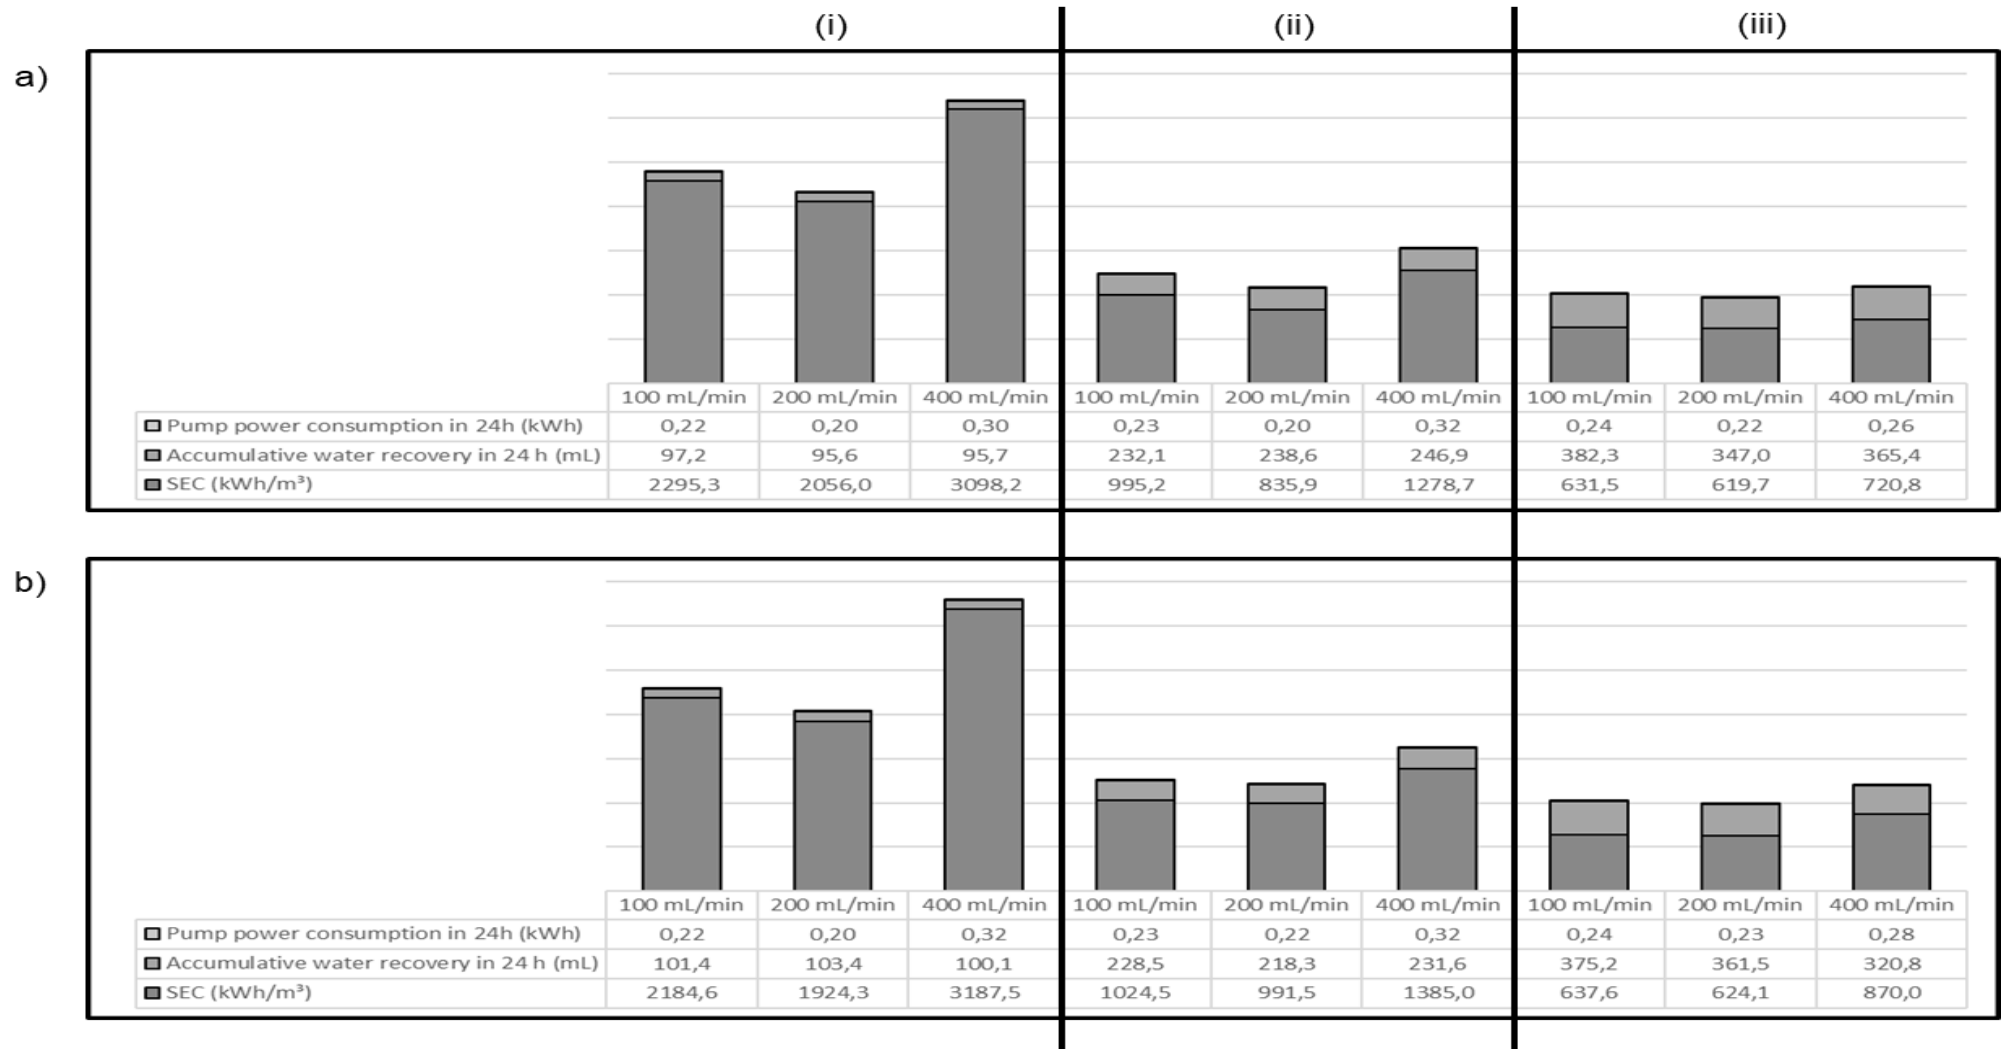 (i) (ii) (iii)
a)
100 mL/min 200 mL/min 400 mL/min 100 mL/min 200 mL/min 400 mL/min 100 mL/min 200 mL/min 400 mL/min
Pump power consumption in 24h (kWh) 0,22 0,20 0,30 0,23 0,20 0,32 0,24 0,22 0,26
Accumulative water recovery in 24 h (mL) 97,2 95,6 95,7 232,1 238,6 246,9 382,3 347,0 365,4
SEC (kWh/m³) 2295,3 2056,0 3098,2 995,2 835,9 1278,7 631,5 619,7 720,8
b)
100 mL/min 200 mL/min 400 mL/min 100 mL/min 200 mL/min 400 mL/min 100 mL/min 200 mL/min 400 mL/min
Pump power consumption in 24h (kWh) 0,22 0,20 0,32 0,23 0,22 0,32 0,24 0,23 0,28
Accumulative water recovery in 24 h (mL) 101,4 103,4 100,1 228,5 218,3 231,6 375,2 361,5 320,8
SEC (kWh/m³) 2184,6 1924,3 3187,5 1024,5 991,5 1385,0 637,6 624,1 870,0